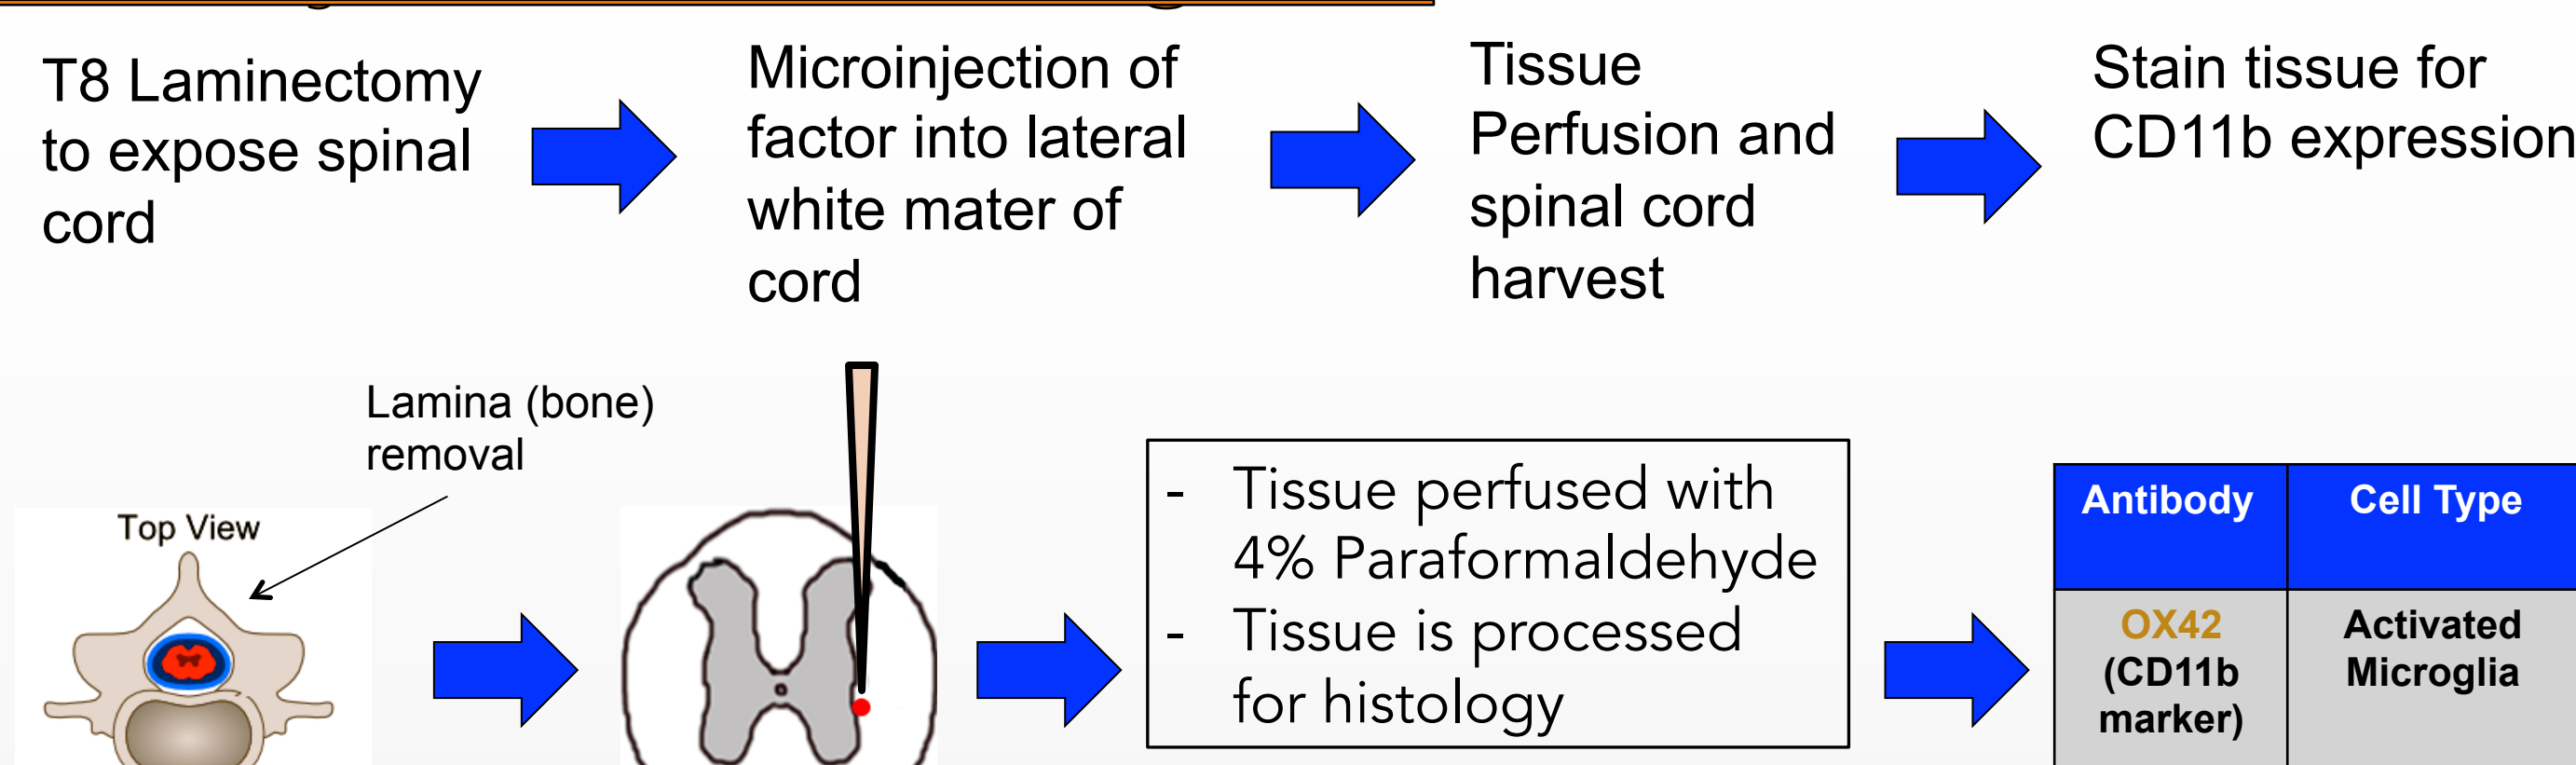 T8 Laminectomy
to expose spinal
cord
Microinjection of
factor into lateral
white mater of
cord
Tissue
Perfusion and
spinal cord
harvest
Stain tissue for
CD11b expression
Lamina (bone)
removal
Top View
- Tissue perfused with
4% Paraformaldehyde
- Tissue is processed
for histology
Antibody
Cell Type
OX42
(CD11b
marker)
Activated
Microglia